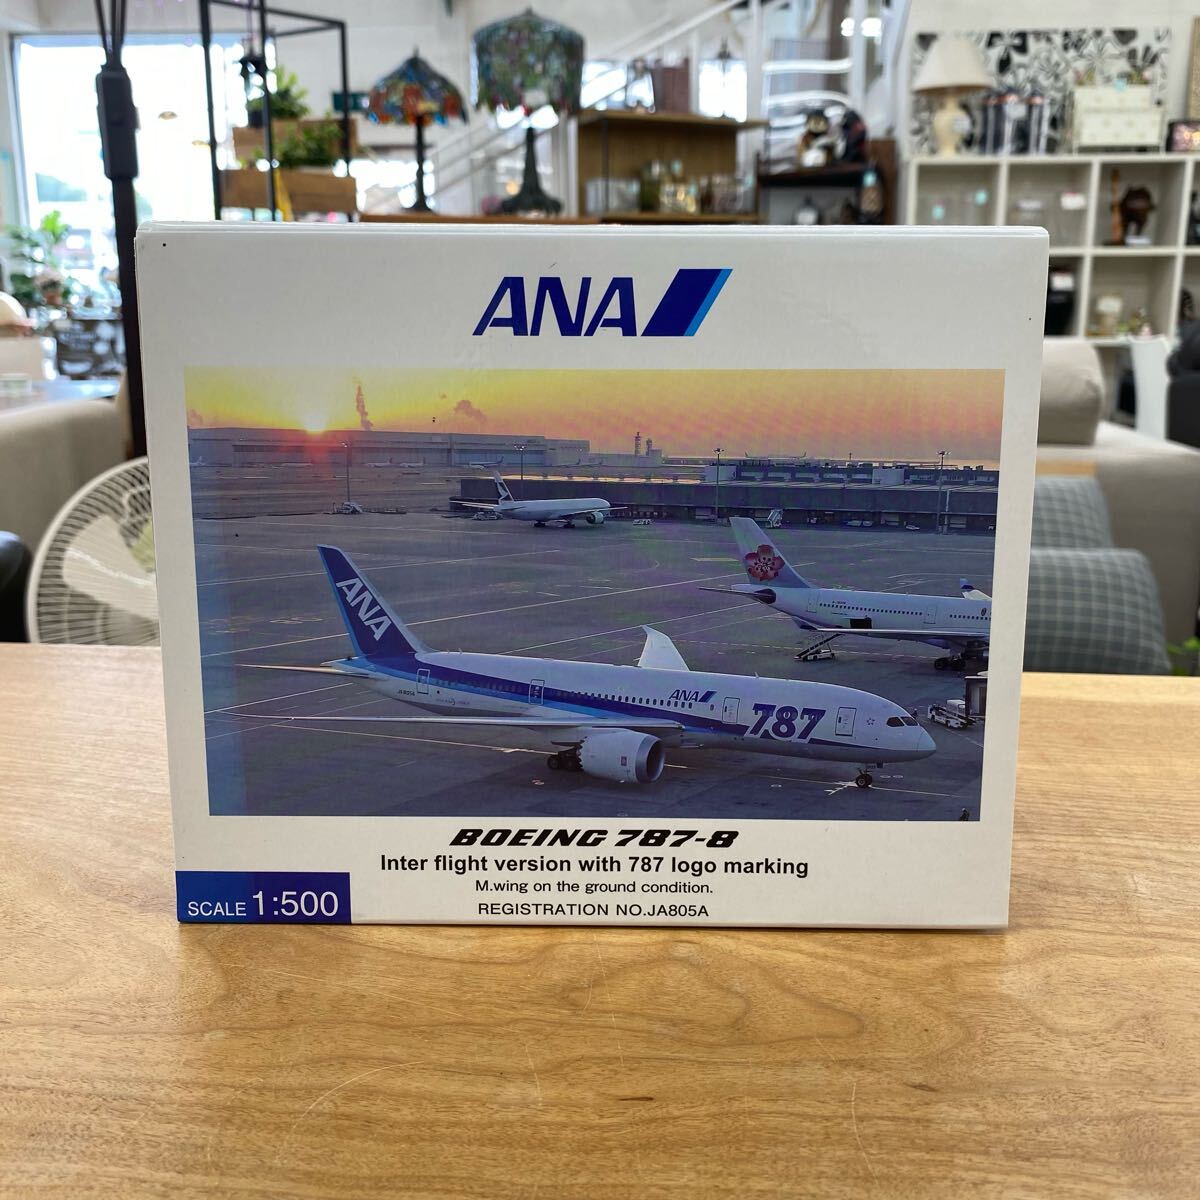 ANA
ANA
ANA
787
JA805A
BOEING 787-8
Inter flight version with 787 logo marking
M.wing on the ground condition.
SCALE 1:500
REGISTRATION NO.JA805A